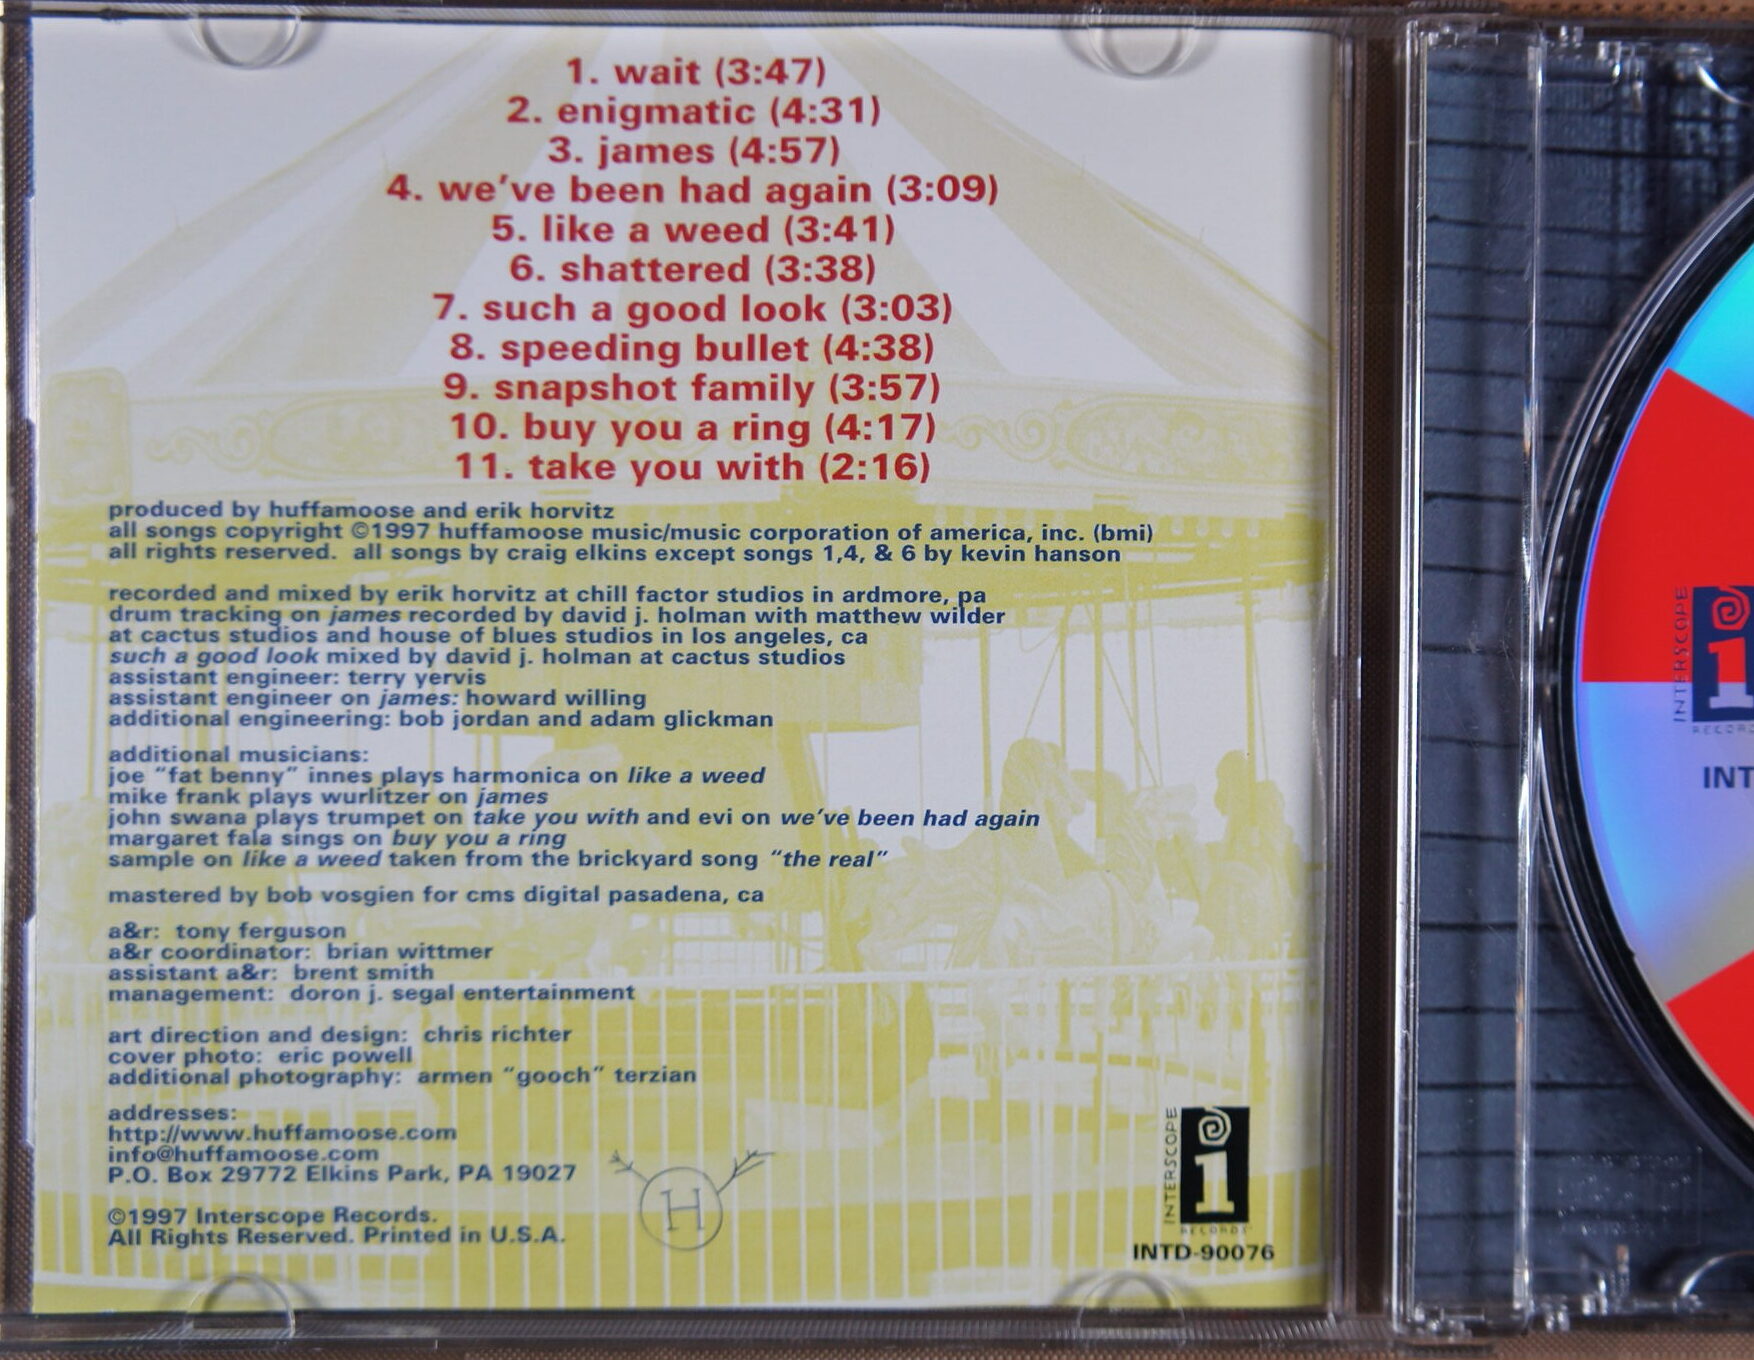 1. wait (3:47)
2. enigmatic (4:31)
3. james (4:57)
4. we've been had again (3:09)
5. like a weed (3:41)
6. shattered (3:38)
7. such a good look (3:03)
8. speeding bullet (4:38)
9. snapshot family (3:57)
10. buy you a ring (4:17)
11. take you with (2:16)
produced by huffamoose and erik horvitz
all songs copyright ©1997 huffamoose music/music corporation of america, inc. (bmi)
all rights reserved.  all songs by craig elkins except songs 1,4, & 6 by kevin hanson
recorded and mixed by erik horvitz at chill factor studios in ardmore, pa
drum tracking on james recorded by david j. holman with matthew wilder
at cactus studios and house of blues studios in los angeles, ca
such a good look mixed by david j. holman at cactus studios
assistant engineer: terry yervis
assistant engineer on james: howard willing
additional engineering: bob jordan and adam glickman
additional musicians:
joe "fat benny" innes plays harmonica on like a weed
mike frank plays wurlitzer on james
john swana plays trumpet on take you with and evi on we've been had again
margaret fala sings on buy you a ring
sample on like a weed taken from the brickyard song "the real"
mastered by bob vosgien for cms digital pasadena, ca
a&r:  tony ferguson
a&r coordinator:  brian wittmer
assistant a&r:  brent smith
management:  doron j. segal entertainment
art direction and design:  chris richter
cover photo:  eric powell
additional photography:  armen "gooch" terzian
addresses:
http://www.huffamoose.com
info@huffamoose.com
P.O. Box 29772 Elkins Park, PA 19027
©1997 Interscope Records.
All Rights Reserved. Printed in U.S.A.
H
INTERSCOPE
i
RECORDS
INTD-90076
INTERSCOPE
i
RECORDS
INT